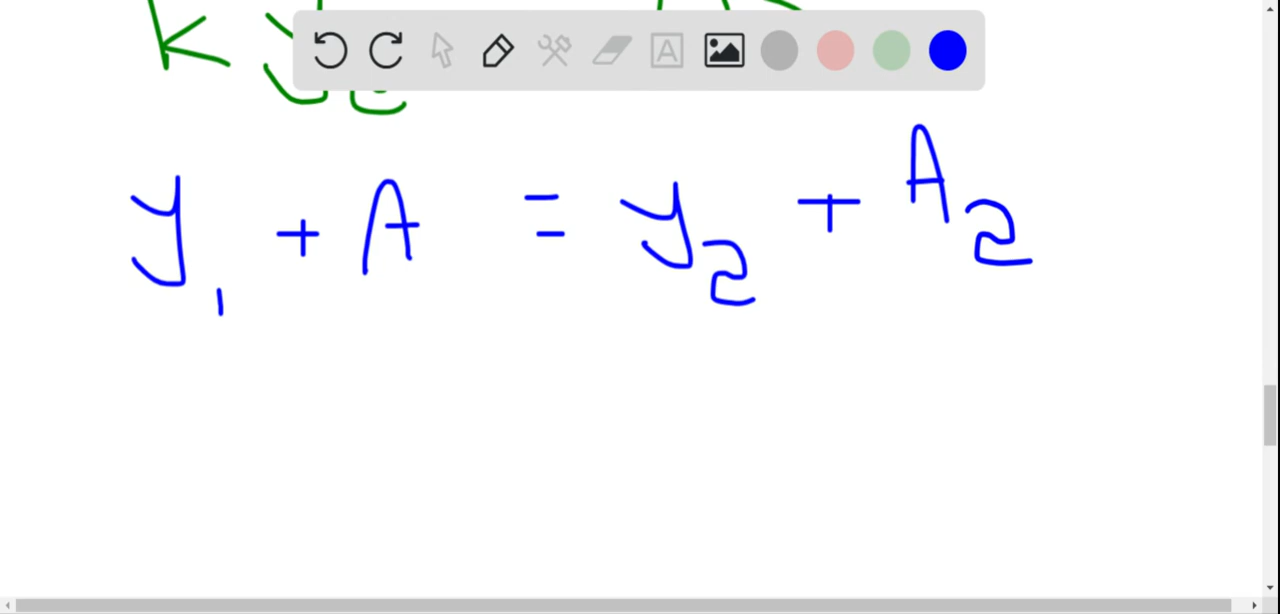 K
y₁ + A = y₂ + A₂